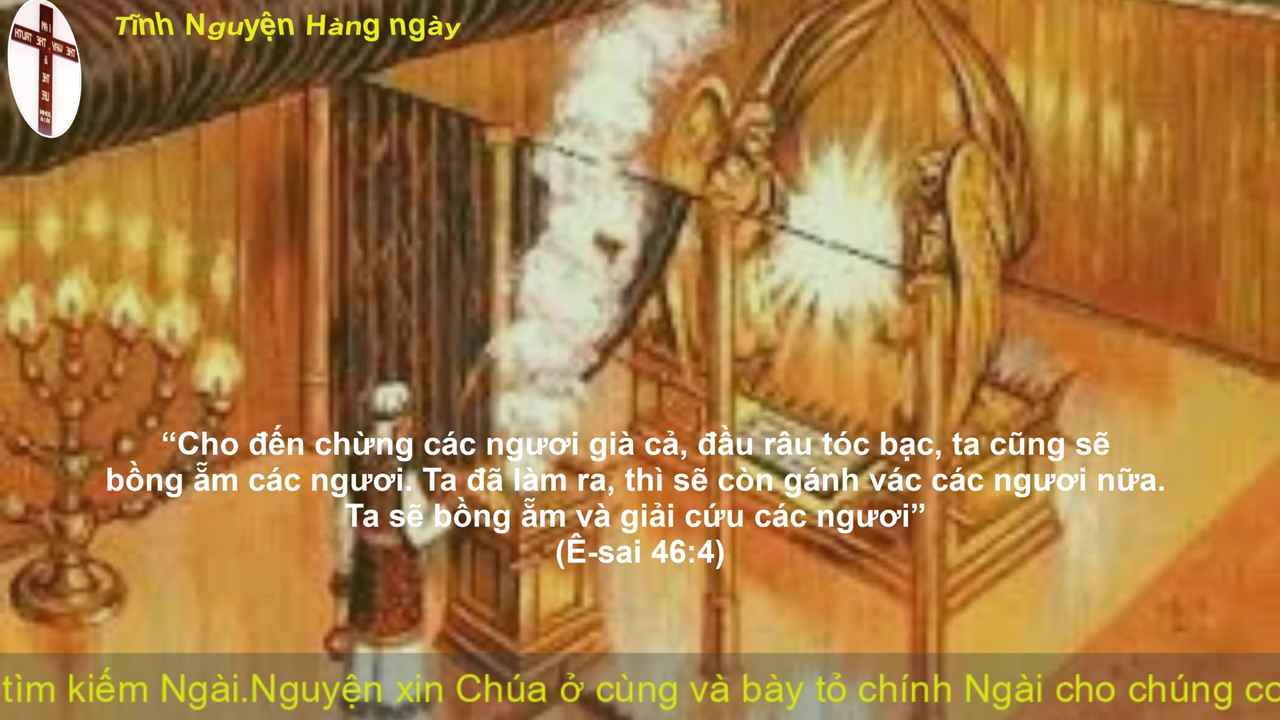 Tĩnh Nguyện Hàng ngày
“Cho đến chừng các ngươi già cả, đầu râu tóc bạc, ta cũng sẽ
bồng ẵm các ngươi. Ta đã làm ra, thì sẽ còn gánh vác các ngươi nữa.
Ta sẽ bồng ẵm và giải cứu các ngươi”
(Ê-sai 46:4)
tìm kiếm Ngài.Nguyện xin Chúa ở cùng và bày tỏ chính Ngài cho chúng co